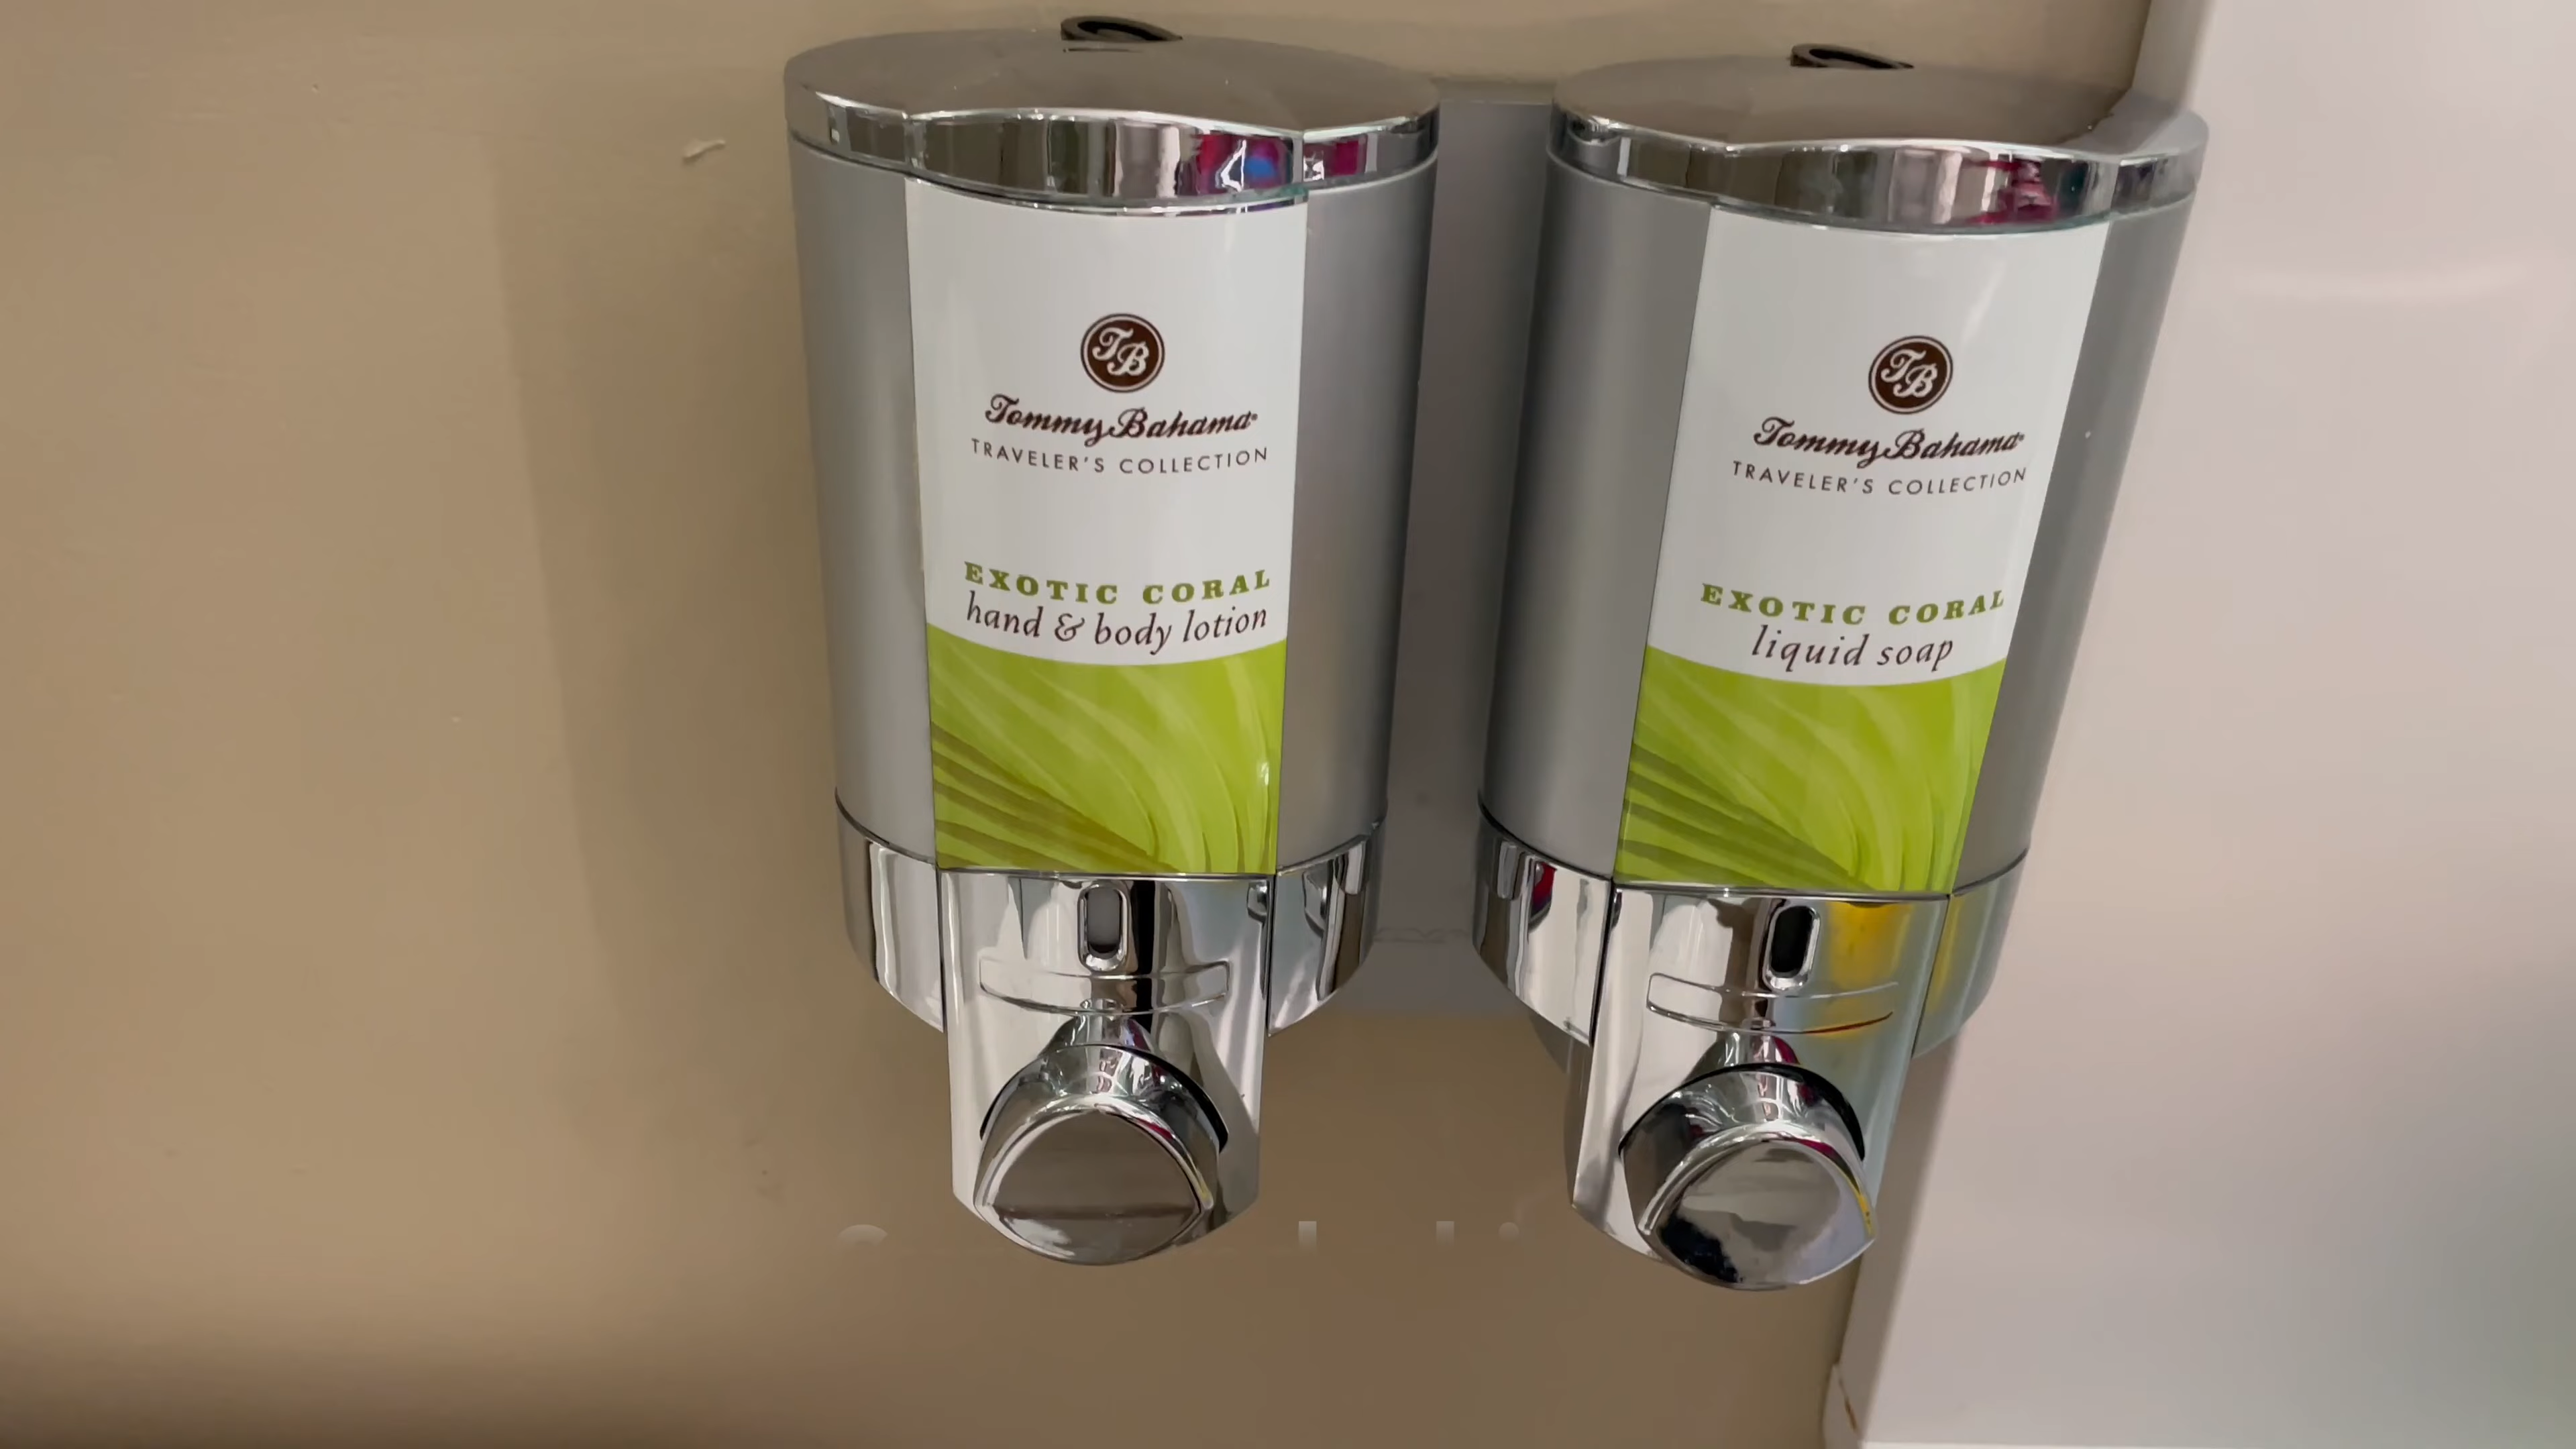 TB
Tommy Bahama®
TRAVELER'S COLLECTION
EXOTIC CORAL
hand & body lotion
TB
Tommy Bahama®
TRAVELER'S COLLECTION
EXOTIC CORAL
liquid soap